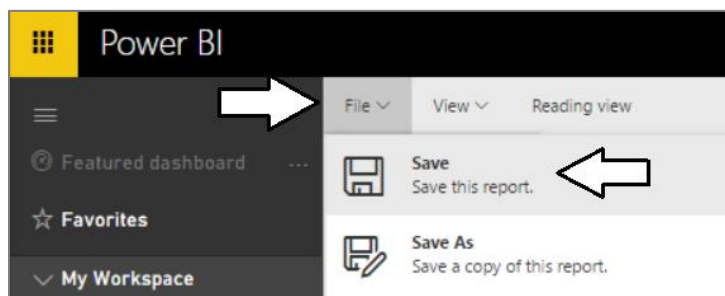 Power BI
File View Reading view
Featured dashboard ...
Save
Save this report.
Favorites
Save As
Save a copy of this report.
My Workspace